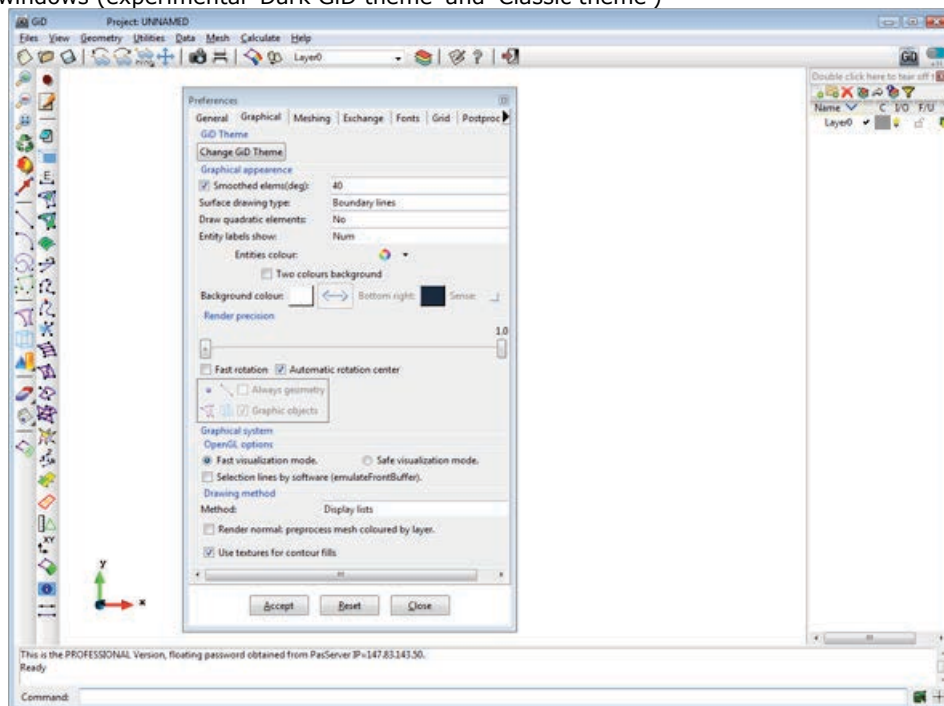 windows (experimental 'Dark GiD theme' and 'Classic theme')
GiD Project: UNNAMED
Files View Geometry Utilities Data Mesh Calculate Help
Layer0
GiD
Double click here to tear off
Name C I/O F/U
Layer0
Preferences
General Graphical Meshing Exchange Fonts Grid Postproc
GiD Theme
Change GiD Theme
Graphical appearence
Smoothed elems(deg): 40
Surface drawing type: Boundary lines
Draw quadratic elements: No
Entity labels show: Num
Entities colour:
Two colours background
Background colour: Bottom right: Sense:
Render precision
1.0
Fast rotation Automatic rotation center
Always geometry
Graphic objects
Graphical system
OpenGL options
Fast visualization mode. Safe visualization mode.
Selection lines by software (emulateFrontBuffer).
Drawing method
Method: Display lists
Render normal: preprocess mesh coloured by layer.
Use textures for contour fills
Accept Reset Close
y
x
This is the PROFESSIONAL Version, floating password obtained from PasServer IP=147.83.143.50.
Ready
Command: